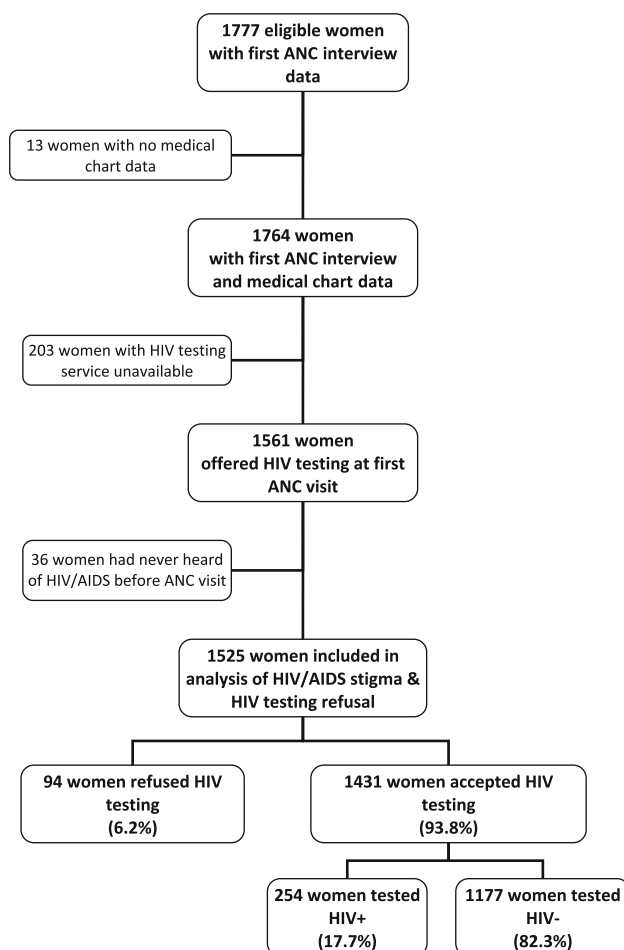 1777 eligible women
with first ANC interview
data
13 women with no medical
chart data
1764 women
with first ANC interview
and medical chart data
203 women with HIV testing
service unavailable
1561 women
offered HIV testing at first
ANC visit
36 women had never heard
of HIV/AIDS before ANC visit
1525 women included in
analysis of HIV/AIDS stigma &
HIV testing refusal
94 women refused HIV
testing
(6.2%)
1431 women accepted HIV
testing
(93.8%)
254 women tested
HIV+
(17.7%)
1177 women tested
HIV-
(82.3%)